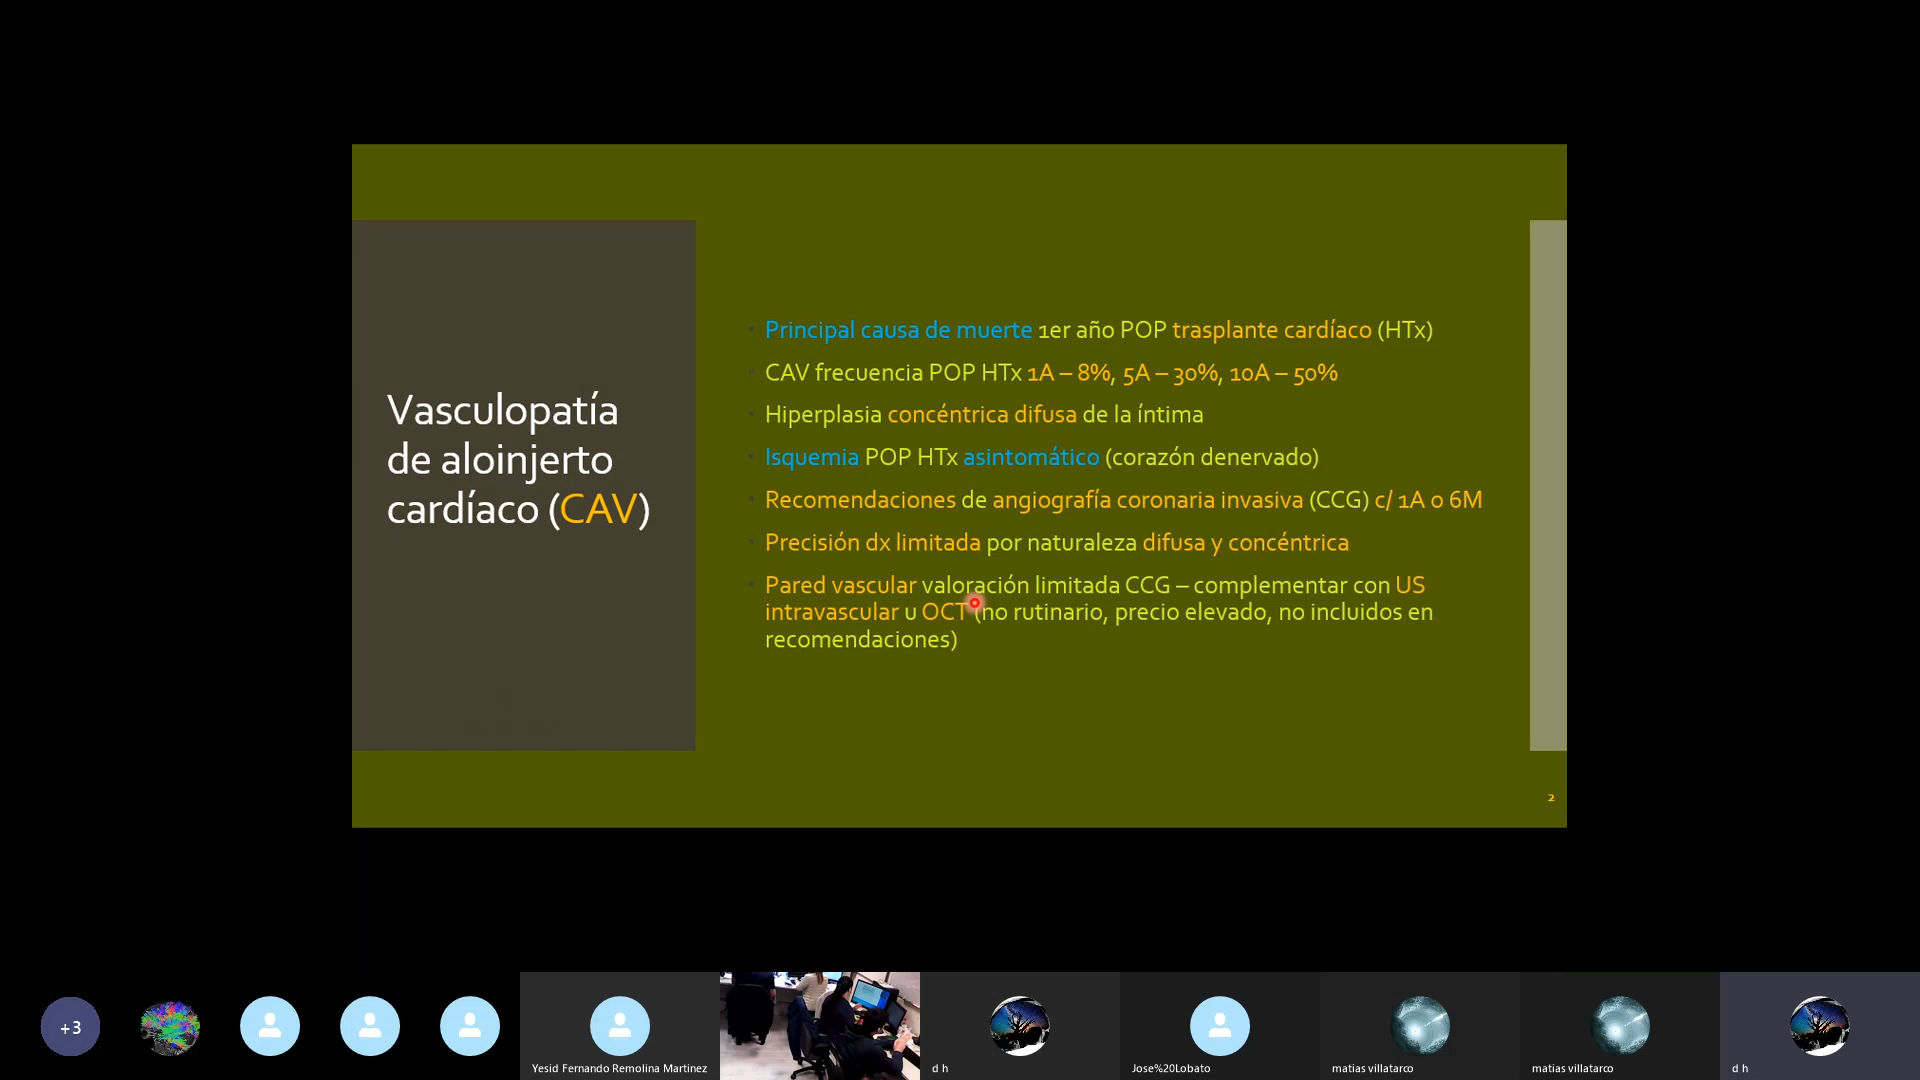 Vasculopatía
de aloinjerto
cardíaco (CAV)
Principal causa de muerte 1er año POP trasplante cardíaco (HTx)
CAV frecuencia POP HTx 1A – 8%, 5A – 30%, 10A – 50%
Hiperplasia concéntrica difusa de la íntima
Isquemia POP HTx asintomático (corazón denervado)
Recomendaciones de angiografía coronaria invasiva (CCG) c/ 1A o 6M
Precisión dx limitada por naturaleza difusa y concéntrica
Pared vascular valoración limitada CCG – complementar con US
intravascular u OCT (no rutinario, precio elevado, no incluidos en
recomendaciones)
2
+3
Yesid Fernando Remolina Martinez
d h
Jose%20Lobato
matias villatarco
matias villatarco
d h